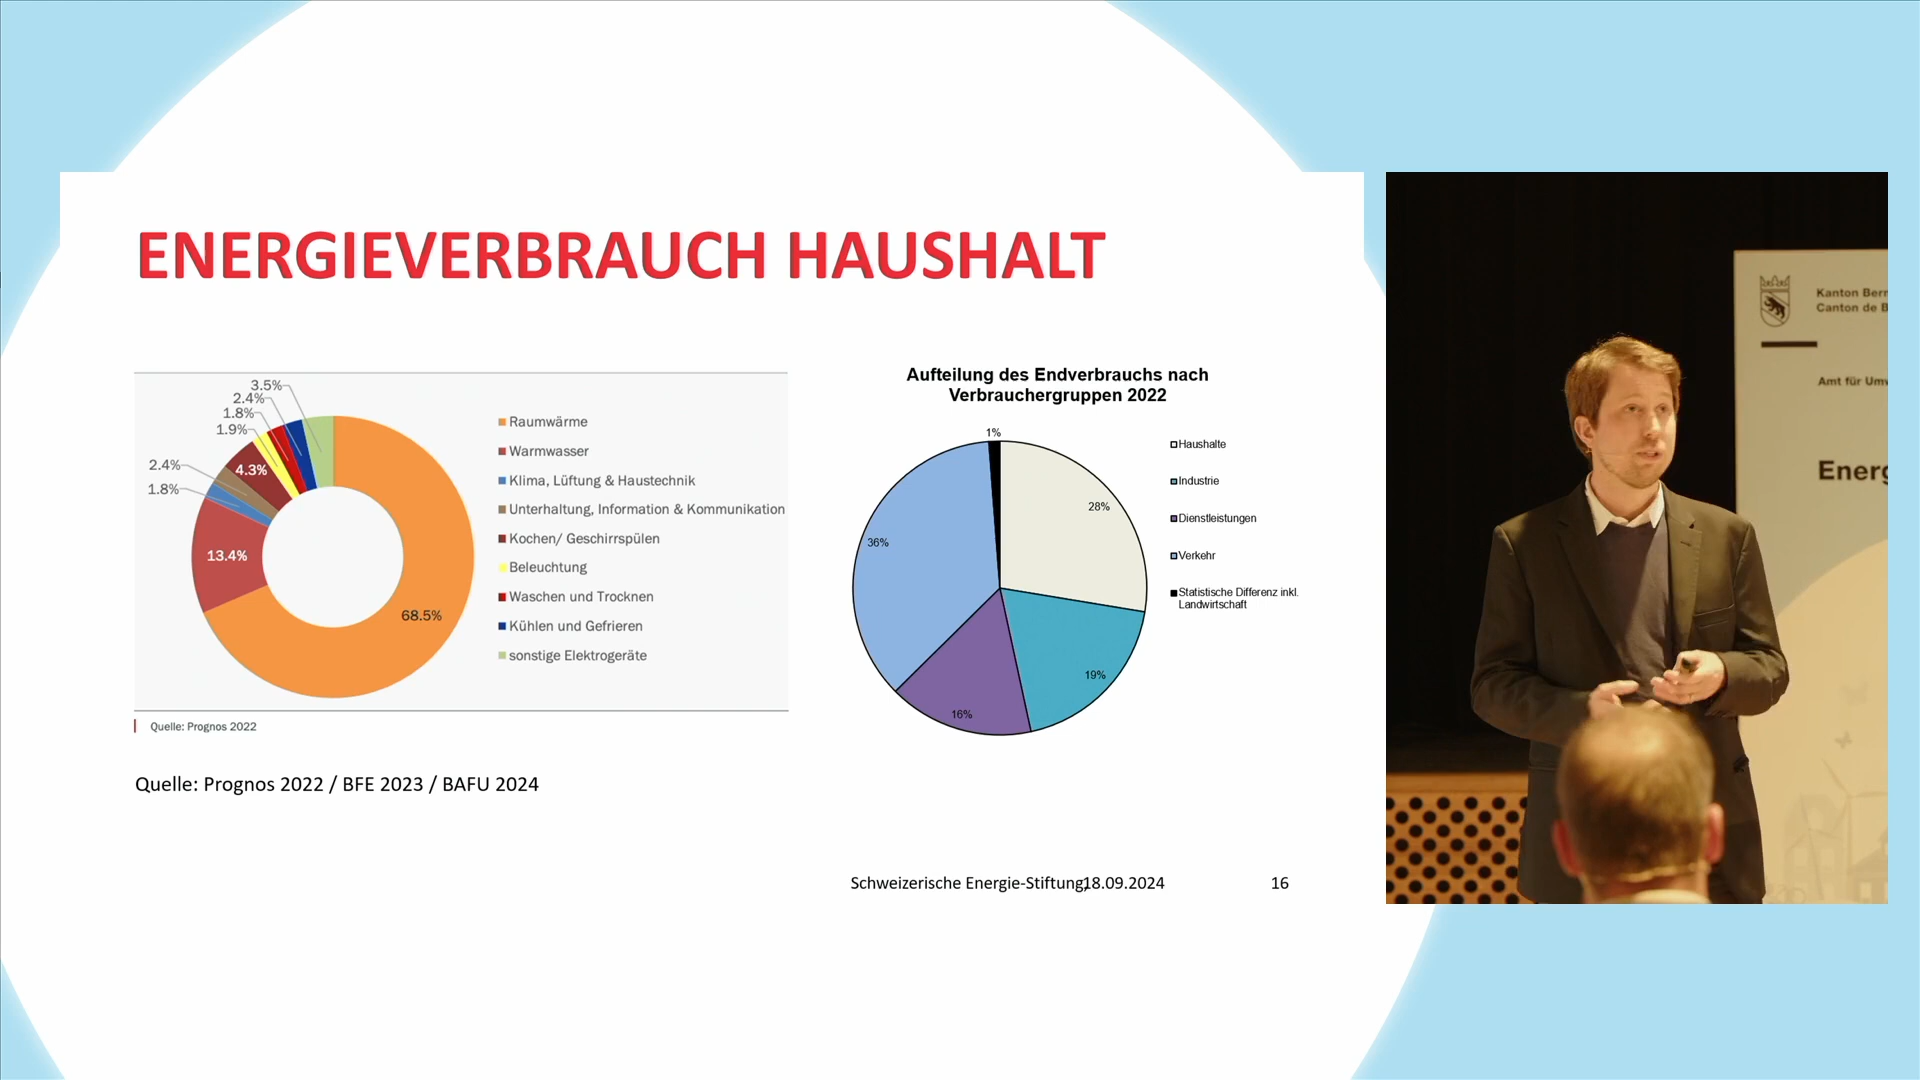 ENERGIEVERBRAUCH HAUSHALT
3.5%
2.4%
1.8%
1.9%
4.3%
2.4%
1.8%
13.4%
68.5%
Raumwärme
Warmwasser
Klima, Lüftung & Haustechnik
Unterhaltung, Information & Kommunikation
Kochen/ Geschirrspülen
Beleuchtung
Waschen und Trocknen
Kühlen und Gefrieren
sonstige Elektrogeräte
Quelle: Prognos 2022
Quelle: Prognos 2022 / BFE 2023 / BAFU 2024
Aufteilung des Endverbrauchs nach
Verbrauchergruppen 2022
1%
28%
36%
19%
16%
Haushalte
Industrie
Dienstleistungen
Verkehr
Statistische Differenz inkl.
Landwirtschaft
Schweizerische Energie-Stiftung,
18.09.2024
16
Kanton Bern
Canton de B
Amt für Umw
Energ